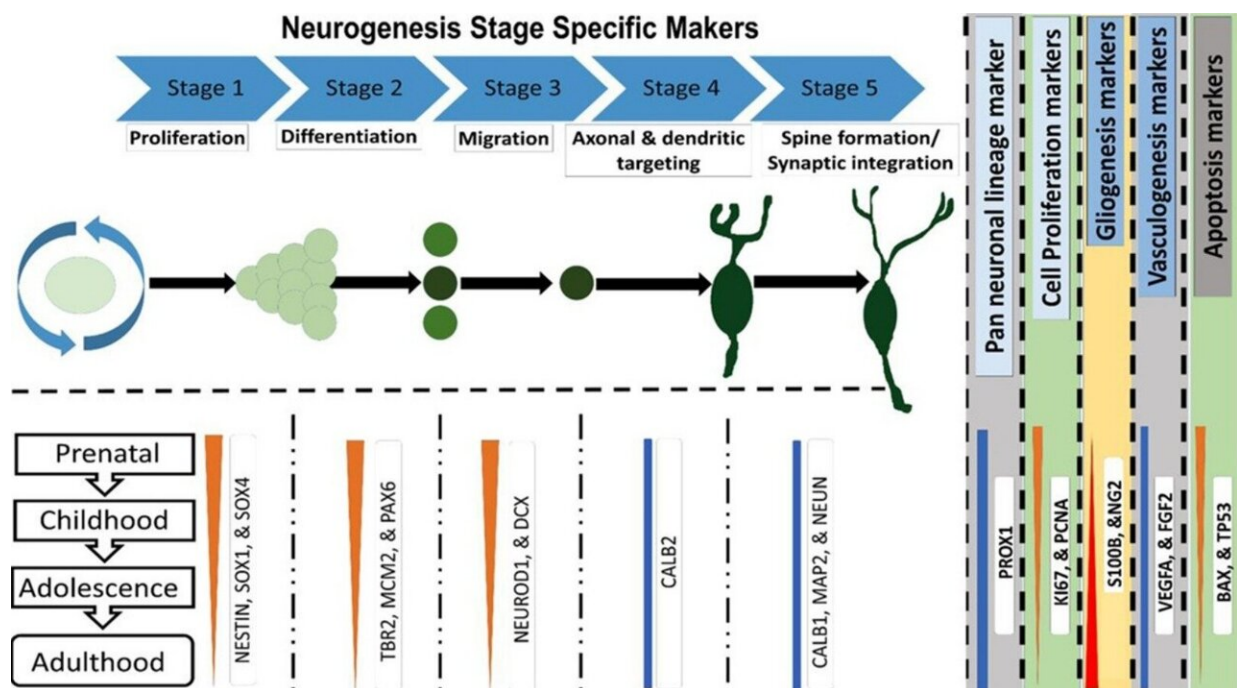 Neurogenesis Stage Specific Makers
Stage 1
Stage 2
Stage 3
Stage 4
Stage 5
Proliferation
Differentiation
Migration
Axonal & dendritic
targeting
Spine formation/
Synaptic integration
Pan neuronal lineage marker
Cell Proliferation markers
Gliogenesis markers
Vasculogenesis markers
Apoptosis markers
Prenatal
Childhood
Adolescence
Adulthood
NESTIN, SOX1, & SOX4
TBR2, MCM2, & PAX6
NEUROD1, & DCX
CALB2
CALB1, MAP2, & NEUN
PROX1
KI67, & PCNA
S100B, &NG2
VEGFA, & FGF2
BAX, & TP53